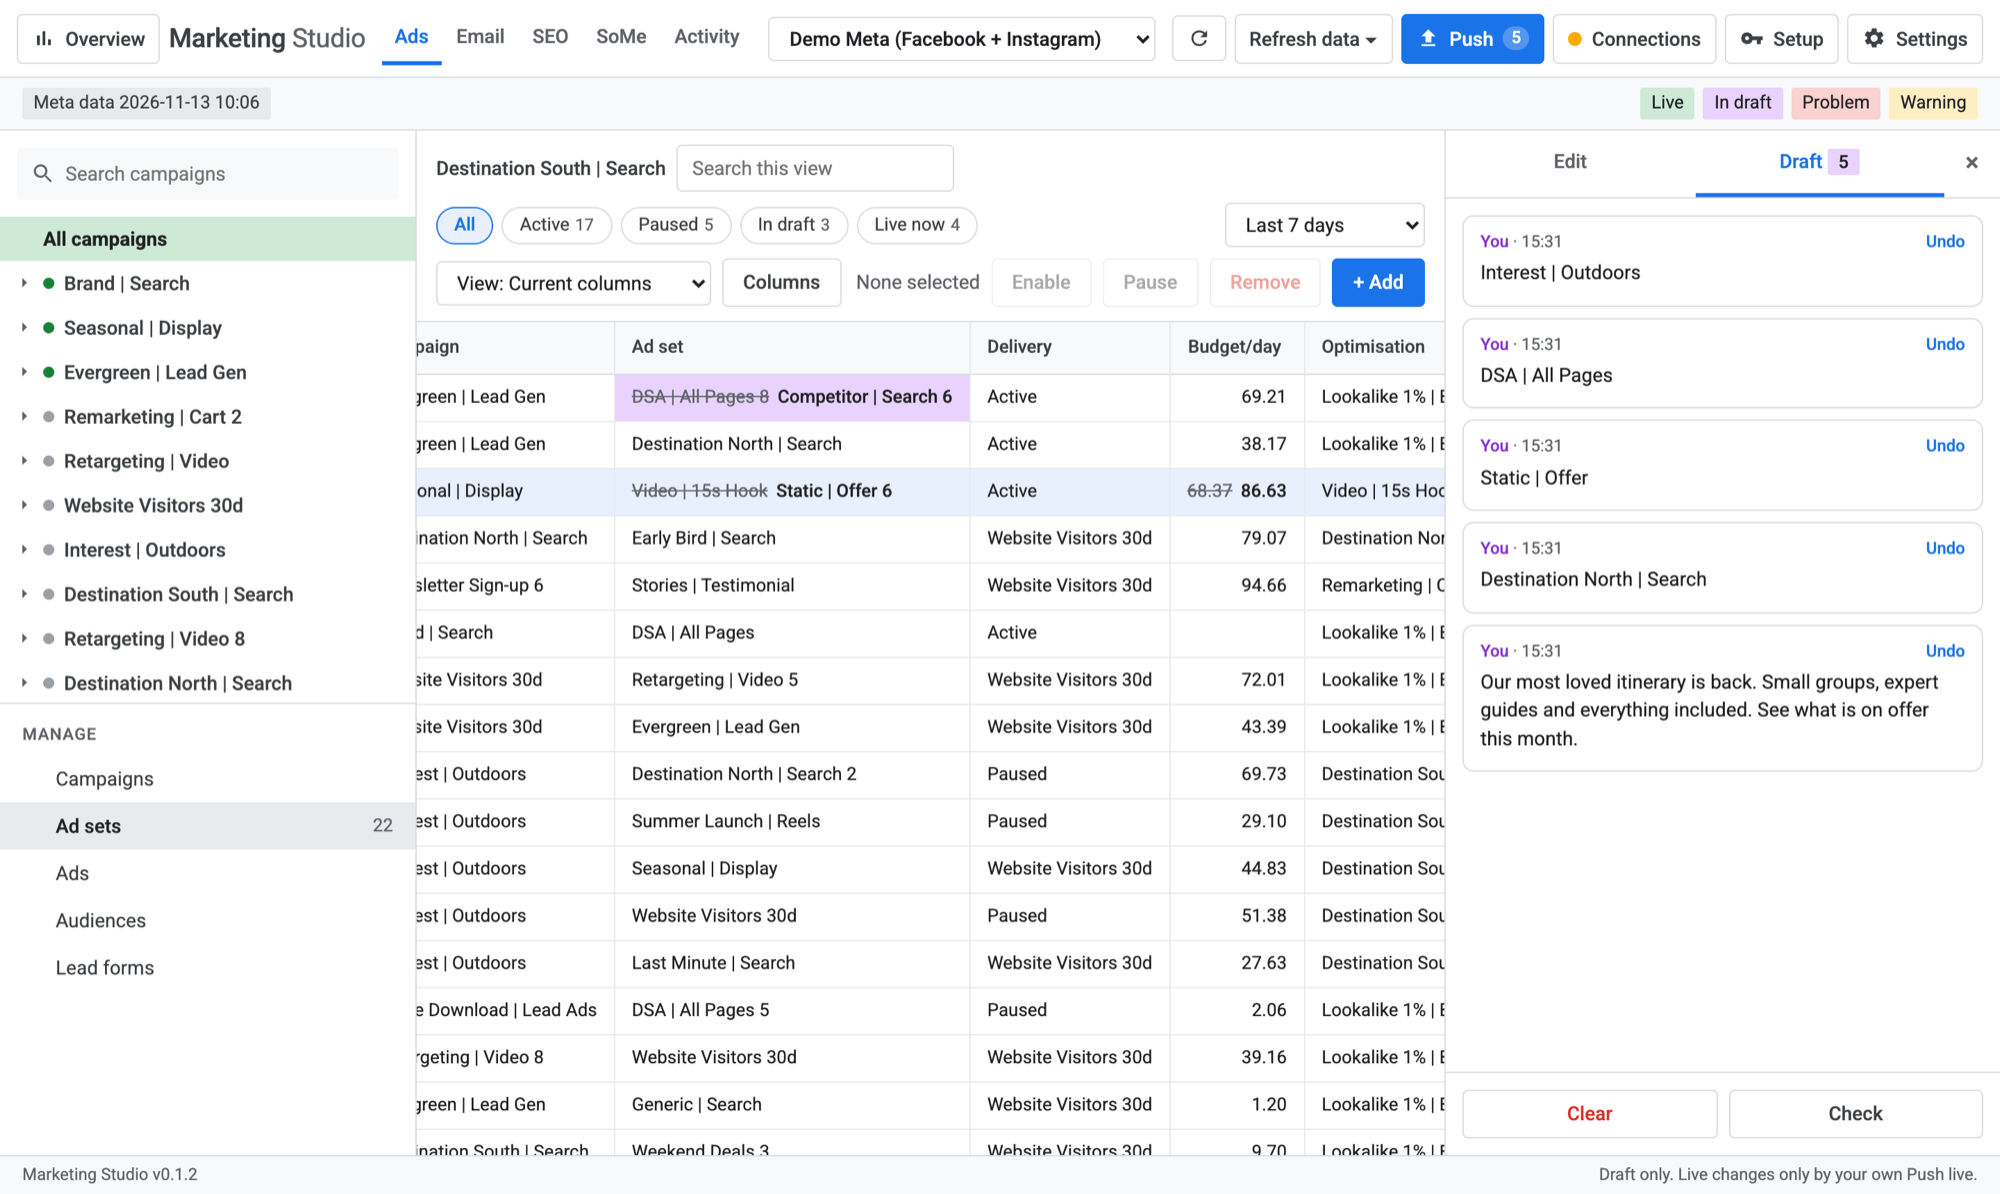 Overview
Marketing Studio
Ads
Email
SEO
SoMe
Activity
Demo Meta (Facebook + Instagram)
Refresh data
Push 5
Connections
Setup
Settings
Meta data 2026-11-13 10:06
Live
In draft
Problem
Warning
Search campaigns
All campaigns
Brand | Search
Seasonal | Display
Evergreen | Lead Gen
Remarketing | Cart 2
Retargeting | Video
Website Visitors 30d
Interest | Outdoors
Destination South | Search
Retargeting | Video 8
Destination North | Search
MANAGE
Campaigns
Ad sets 22
Ads
Audiences
Lead forms
Destination South | Search
Search this view
All
Active 17
Paused 5
In draft 3
Live now 4
Last 7 days
View: Current columns
Columns
None selected
Enable
Pause
Remove
+ Add
paign Ad set Delivery Budget/day Optimisation
green | Lead Gen DSA | All Pages 8 Competitor | Search 6 Active 69.21 Lookalike 1% |
green | Lead Gen Destination North | Search Active 38.17 Lookalike 1% |
onal | Display Video | 15s Hook Static | Offer 6 Active 68.37 86.63 Video | 15s Hoo
ination North | Search Early Bird | Search Website Visitors 30d 79.07 Destination Nor
sletter Sign-up 6 Stories | Testimonial Website Visitors 30d 94.66 Remarketing | C
d | Search DSA | All Pages Active Lookalike 1% |
site Visitors 30d Retargeting | Video 5 Website Visitors 30d 72.01 Lookalike 1% |
site Visitors 30d Evergreen | Lead Gen Website Visitors 30d 43.39 Lookalike 1% |
est | Outdoors Destination North | Search 2 Paused 69.73 Destination Sou
est | Outdoors Summer Launch | Reels Paused 29.10 Destination Sou
est | Outdoors Seasonal | Display Website Visitors 30d 44.83 Destination Sou
est | Outdoors Website Visitors 30d Paused 51.38 Destination Sou
est | Outdoors Last Minute | Search Website Visitors 30d 27.63 Destination Sou
e Download | Lead Ads DSA | All Pages 5 Paused 2.06 Lookalike 1% |
rgeting | Video 8 Website Visitors 30d Website Visitors 30d 39.16 Lookalike 1% |
green | Lead Gen Generic | Search Website Visitors 30d 1.20 Lookalike 1% |
ination South | Search Weekend Deals 3 Website Visitors 30d 9.70 Lookalike 1% |
Edit
Draft 5
You · 15:31 Undo
Interest | Outdoors
You · 15:31 Undo
DSA | All Pages
You · 15:31 Undo
Static | Offer
You · 15:31 Undo
Destination North | Search
You · 15:31 Undo
Our most loved itinerary is back. Small groups, expert
guides and everything included. See what is on offer
this month.
Clear
Check
Marketing Studio v0.1.2
Draft only. Live changes only by your own Push live.